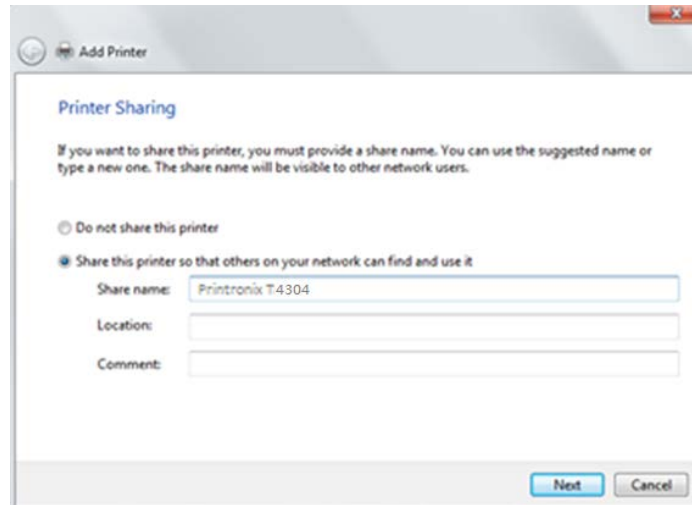 Add Printer
Printer Sharing
If you want to share this printer, you must provide a share name. You can use the suggested name or
type a new one. The share name will be visible to other network users.
Do not share this printer
Share this printer so that others on your network can find and use it
Share name: Printronix T4304
Location:
Comment:
Next Cancel